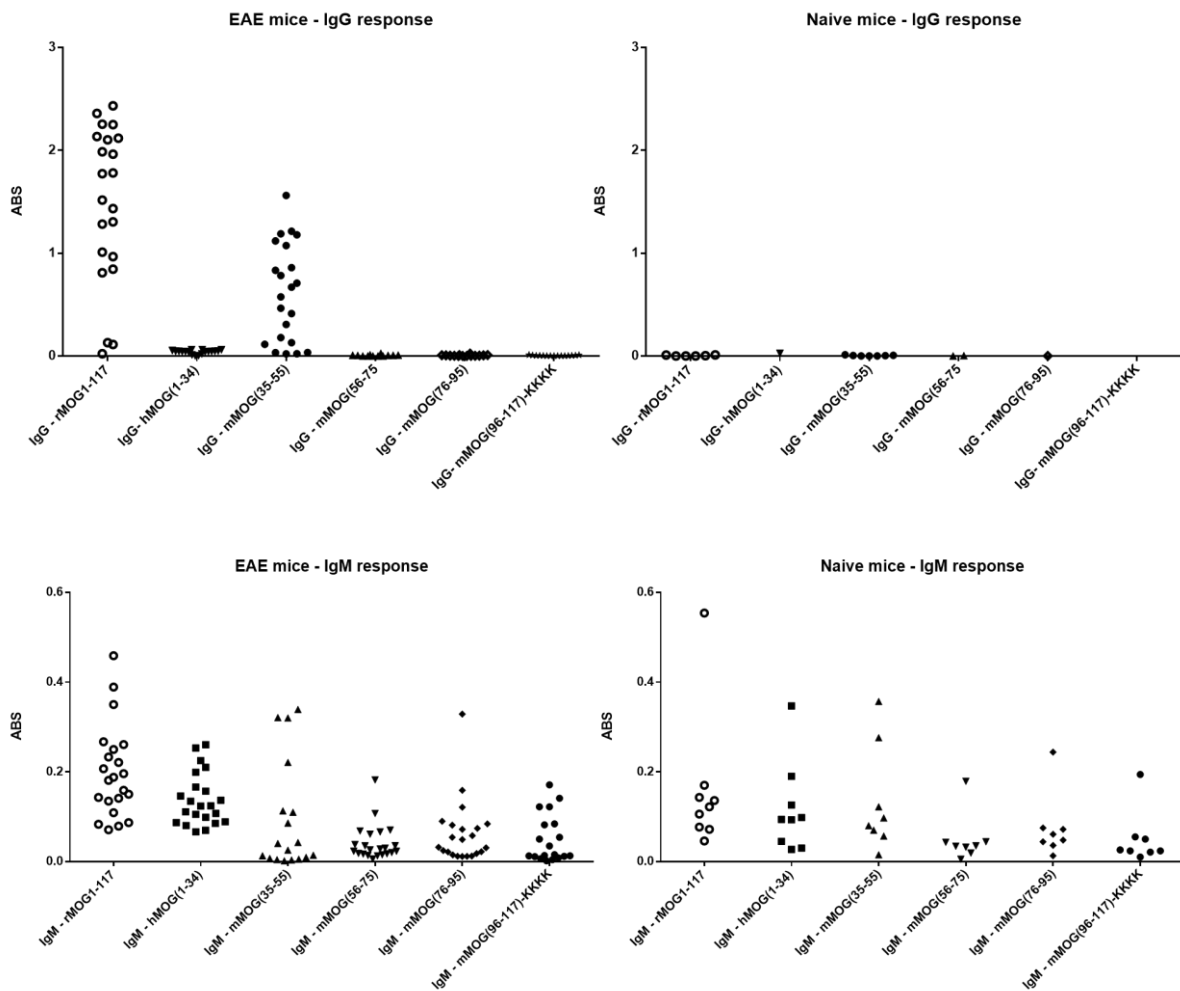 EAE mice - IgG response
3
2
1
0
ABS
IgG - rMOG1-117
IgG- hMOG(1-34)
IgG - mMOG(35-55)
IgG - mMOG(56-75)
IgG - mMOG(76-95)
IgG- mMOG(96-117)-KKKK
Naive mice - IgG response
3
2
1
0
ABS
IgG - rMOG1-117
IgG- hMOG(1-34)
IgG - mMOG(35-55)
IgG - mMOG(56-75
IgG - mMOG(76-95)
IgG- mMOG(96-117)-KKKK
EAE mice - IgM response
0.6
0.4
0.2
0.0
ABS
IgM - rMOG1-117
IgM - hMOG(1-34)
IgM - mMOG(35-55)
IgM - mMOG(56-75)
IgM - mMOG(76-95)
IgM - mMOG(96-117)-KKKK
Naive mice - IgM response
0.6
0.4
0.2
0.0
ABS
IgM - rMOG1-117
IgM - hMOG(1-34)
IgM - mMOG(35-55)
IgM - mMOG(56-75)
IgM - mMOG(76-95)
IgM - mMOG(96-117)-KKKK